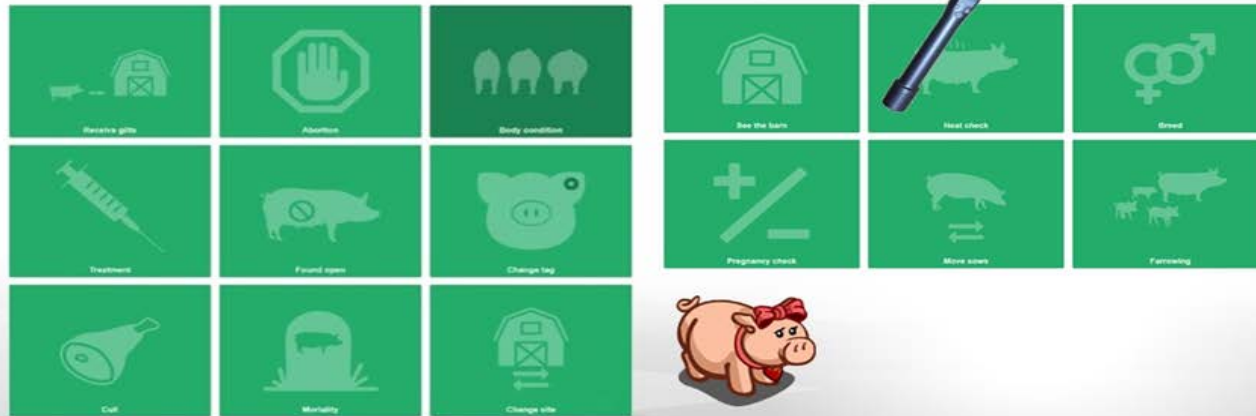 Receive gilts
Abortion
Body condition
Treatment
Found open
Change tag
Cull
Mortality
Change site
See the barn
Heat check
Breed
Pregnancy check
Move sows
Farrowing